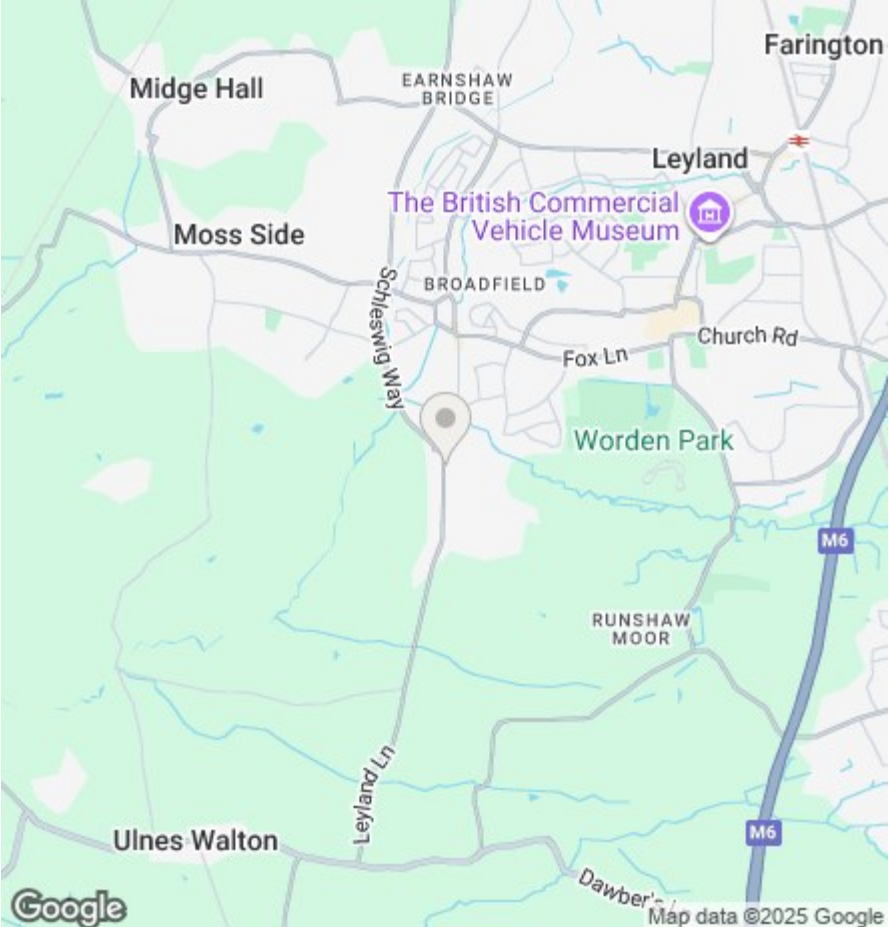 Farington
EARNSHAW
BRIDGE
Midge Hall
Leyland
The British Commercial
Vehicle Museum
Moss Side
BROADFIELD
Schleswig Way
Church Rd
Fox Ln
Worden Park
M6
RUNSHAW
MOOR
Leyland Ln
M6
Ulnes Walton
Dawber's
Google
Map data ©2025 Google